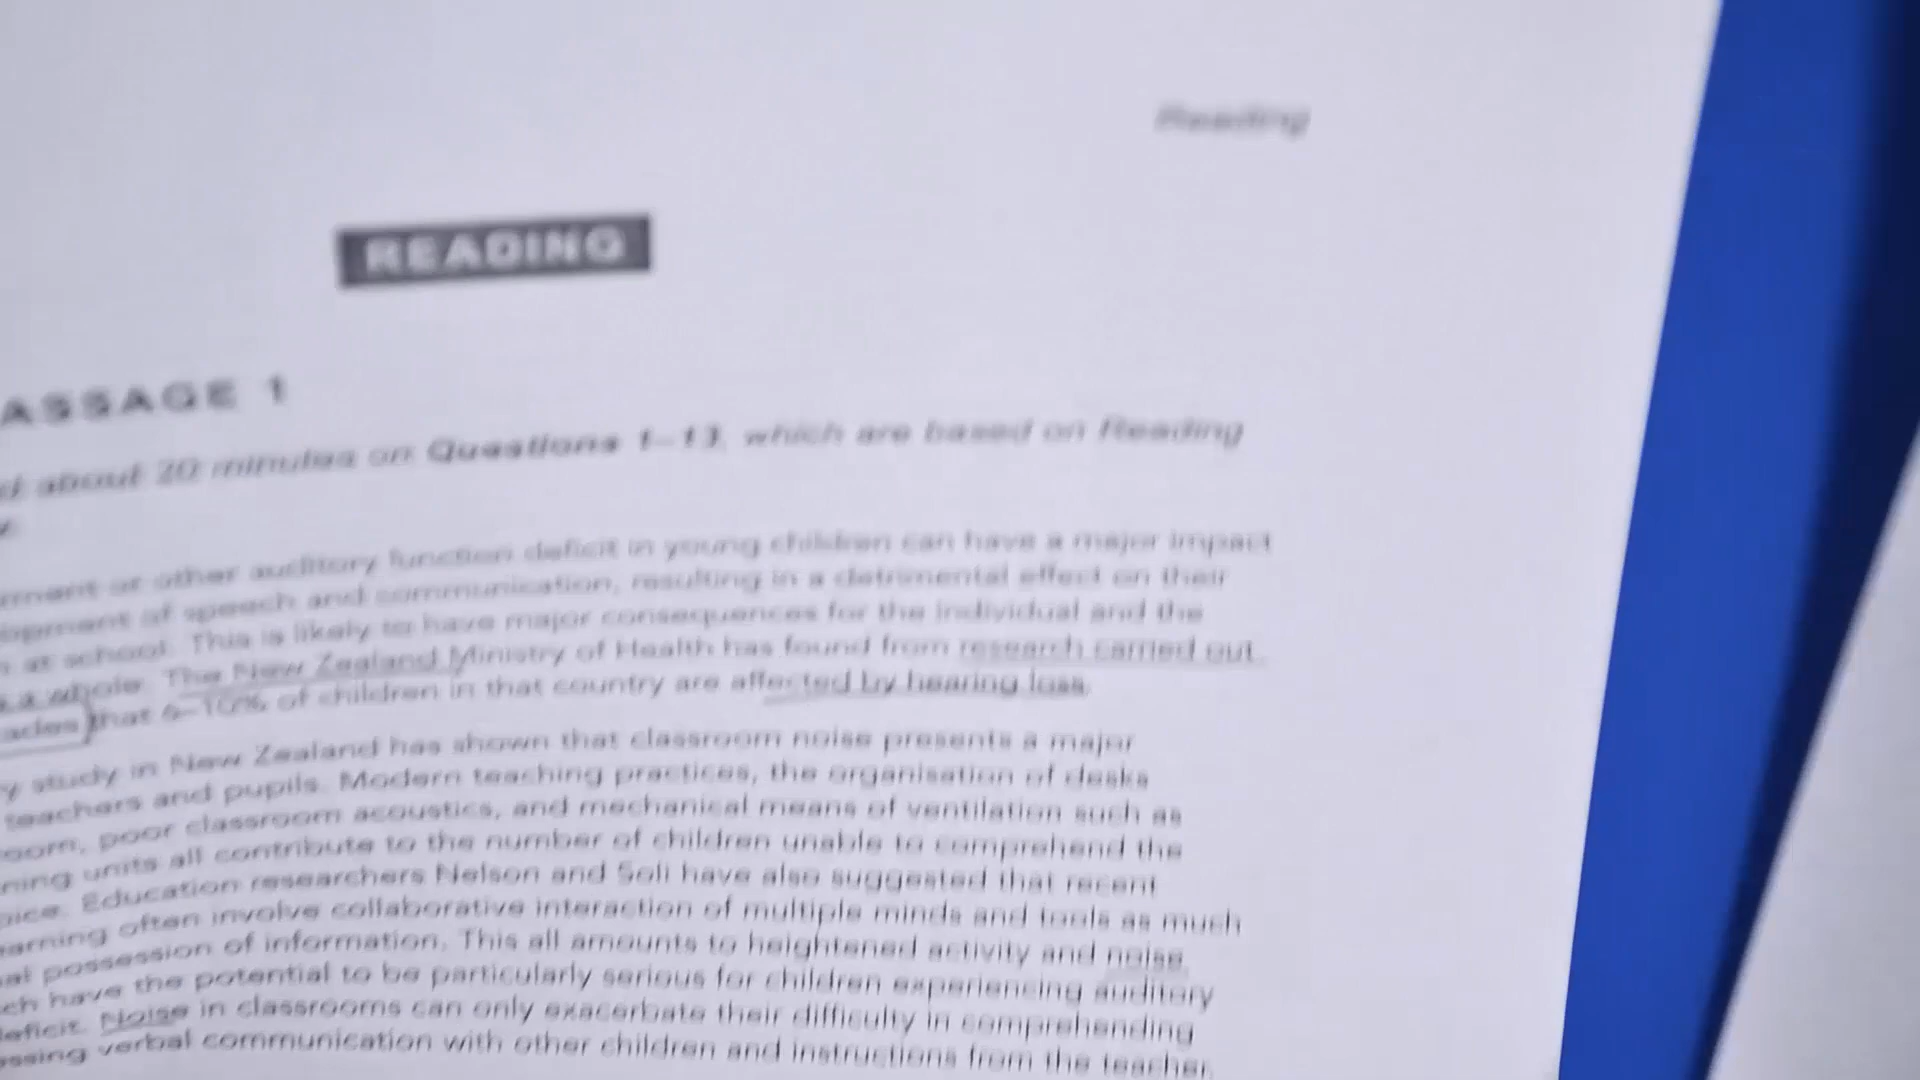 Reading
READING
ASSAGE 1
d about 20 minutes on Questions 1–13, which are based on Reading
rment or other auditory function deficit in young children can have a major impact
opment of speech and communication, resulting in a detrimental effect on their
n at school. This is likely to have major consequences for the individual and the
s a whole. The New Zealand Ministry of Health has found from research carried out
ades that 6–10% of children in that country are affected by hearing loss.
y study in New Zealand has shown that classroom noise presents a major
teachers and pupils. Modern teaching practices, the organisation of desks
oom, poor classroom acoustics, and mechanical means of ventilation such as
ning units all contribute to the number of children unable to comprehend the
oice. Education researchers Nelson and Soli have also suggested that recent
earning often involve collaborative interaction of multiple minds and tools as much
al possession of information. This all amounts to heightened activity and noise
ch have the potential to be particularly serious for children experiencing auditory
deficit. Noise in classrooms can only exacerbate their difficulty in comprehending
essing verbal communication with other children and instructions from the teacher.